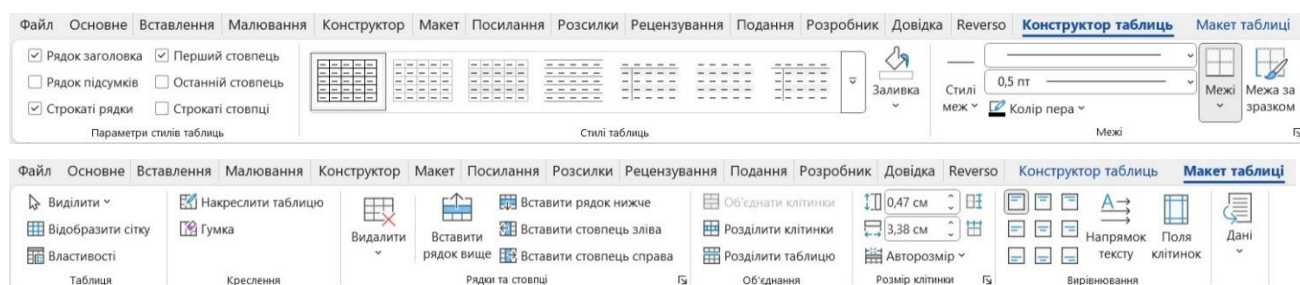 Файл Основне Вставлення Малювання Конструктор Макет Посилання Розсилки Рецензування Подання Розробник Довідка Reverso Конструктор таблиць Макет таблиці
Рядок заголовка Перший стовпець
Рядок підсумків Останній стовпець
Строкаті рядки Строкаті стовпці
Параметри стилів таблиць
Стилі таблиць
Заливка
Стилі меж
0,5 пт
Колір пера
Межі
Межа за зразком
Межі
Файл Основне Вставлення Малювання Конструктор Макет Посилання Розсилки Рецензування Подання Розробник Довідка Reverso Конструктор таблиць Макет таблиці
Виділити
Відобразити сітку
Властивості
Таблиця
Накреслити таблицю
Гумка
Креслення
Видалити
Вставити рядок вище
Вставити рядок нижче
Вставити стовпець зліва
Вставити стовпець справа
Рядки та стовпці
Об'єднати клітинки
Розділити клітинки
Розділити таблицю
Об'єднання
0,47 см
3,38 см
Авторозмір
Розмір клітинки
Напрямок тексту
Поля клітинок
Вирівнювання
Дані